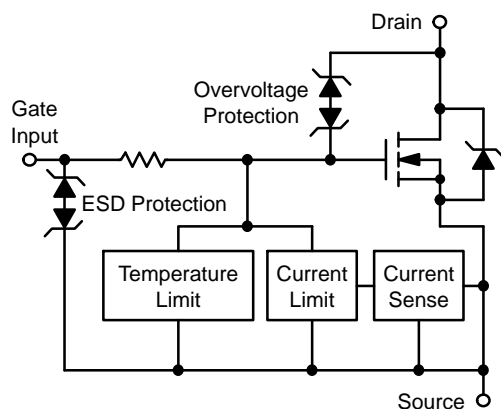 Drain
Overvoltage
Protection
Gate
Input
ESD Protection
Temperature
Limit
Current
Limit
Current
Sense
Source